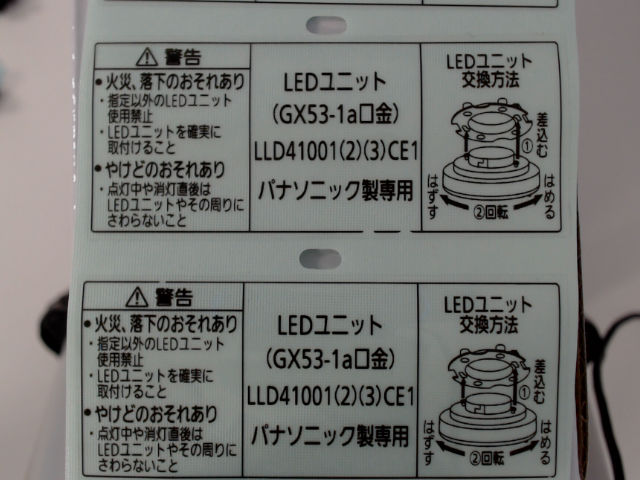 警告
• 火災、落下のおそれあり
・指定以外のLEDユニット
使用禁止
・LEDユニットを確実に
取付けること
• やけどのおそれあり
・点灯中や消灯直後は
LEDユニットやその周りに
さわらないこと
LEDユニット
(GX53-1a口金)
LLD41001(2)(3)CE1
パナソニック製専用
LEDユニット
交換方法
差込む
①
はずす
②回転
はめる
警告
• 火災、落下のおそれあり
・指定以外のLEDユニット
使用禁止
・LEDユニットを確実に
取付けること
• やけどのおそれあり
・点灯中や消灯直後は
LEDユニットやその周りに
さわらないこと
LEDユニット
(GX53-1a口金)
LLD41001(2)(3)CE1
パナソニック製専用
LEDユニット
交換方法
差込む
①
はずす
②回転
はめる